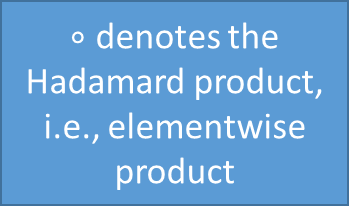 ∘ denotes the
Hadamard product,
i.e., elementwise
product